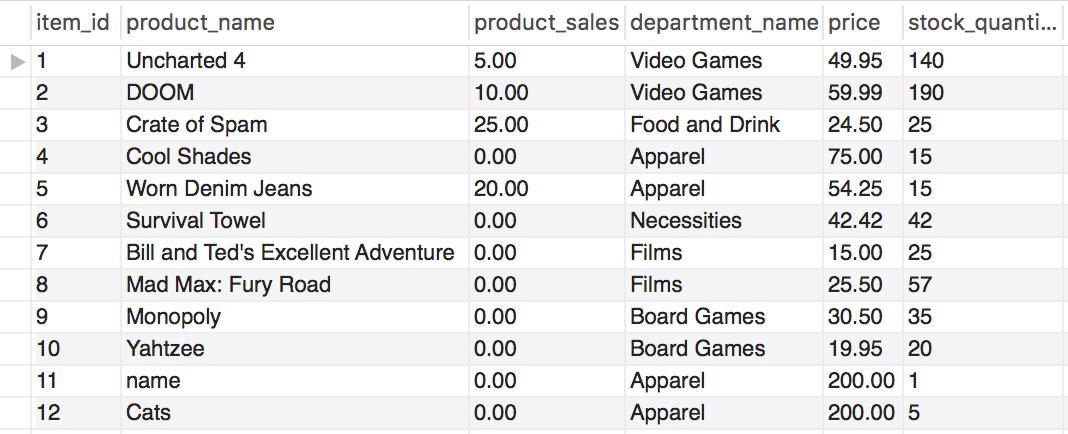 item_id product_name product_sales department_name price stock_quanti...
1 Uncharted 4 5.00 Video Games 49.95 140
2 DOOM 10.00 Video Games 59.99 190
3 Crate of Spam 25.00 Food and Drink 24.50 25
4 Cool Shades 0.00 Apparel 75.00 15
5 Worn Denim Jeans 20.00 Apparel 54.25 15
6 Survival Towel 0.00 Necessities 42.42 42
7 Bill and Ted's Excellent Adventure 0.00 Films 15.00 25
8 Mad Max: Fury Road 0.00 Films 25.50 57
9 Monopoly 0.00 Board Games 30.50 35
10 Yahtzee 0.00 Board Games 19.95 20
11 name 0.00 Apparel 200.00 1
12 Cats 0.00 Apparel 200.00 5